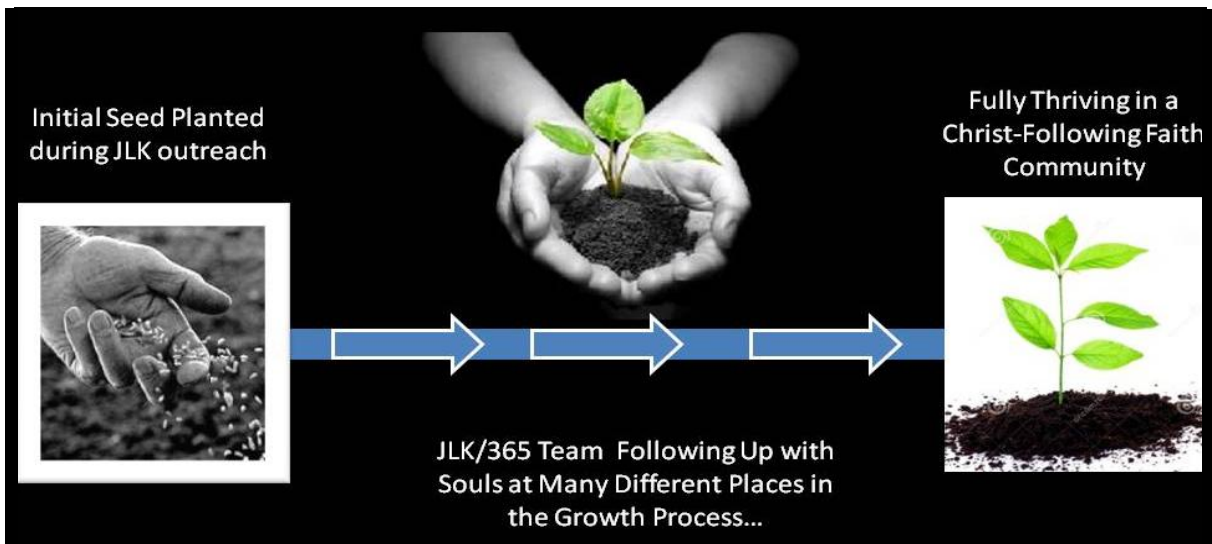 Initial Seed Planted
during JLK outreach
Fully Thriving in a
Christ-Following Faith
Community
JLK/365 Team Following Up with
Souls at Many Different Places in
the Growth Process...